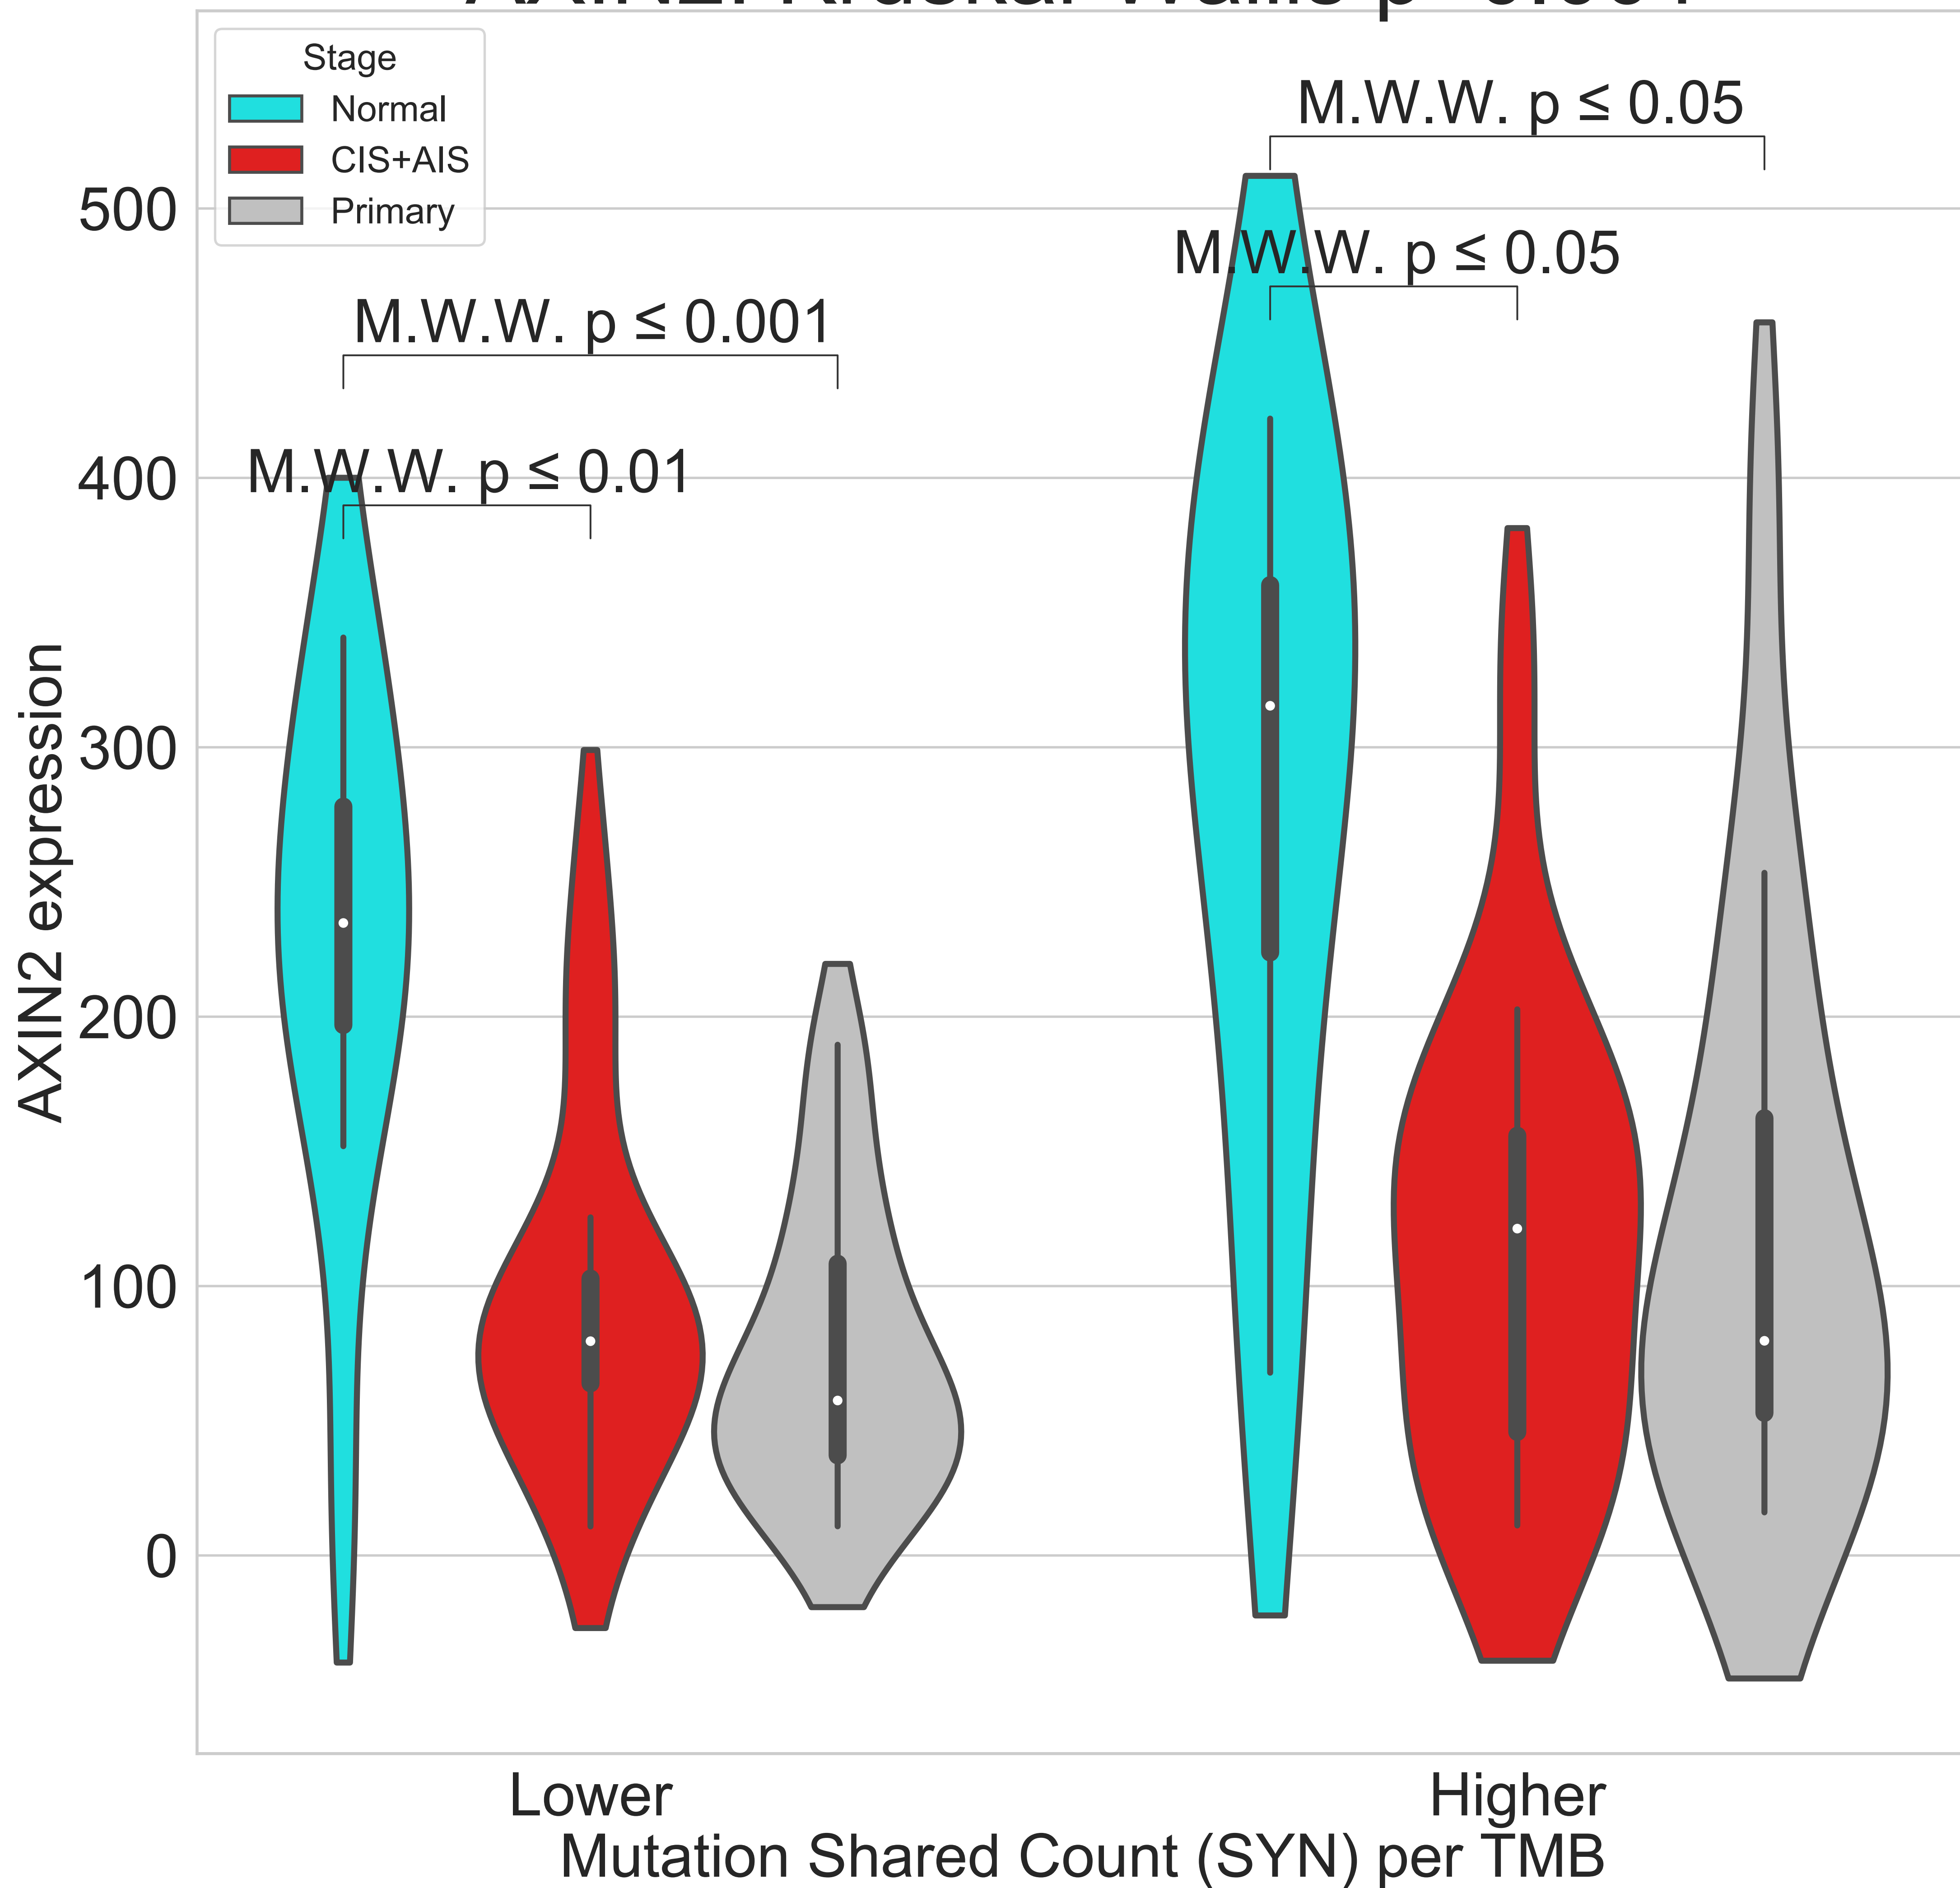 Stage
Normal
CIS+AIS
Primary
M.W.W. p ≤ 0.05
M.W.W. p ≤ 0.05
M.W.W. p ≤ 0.001
M.W.W. p ≤ 0.01
500
400
300
200
100
0
AXIN2 expression
Lower
Higher
Mutation Shared Count (SYN) per TMB